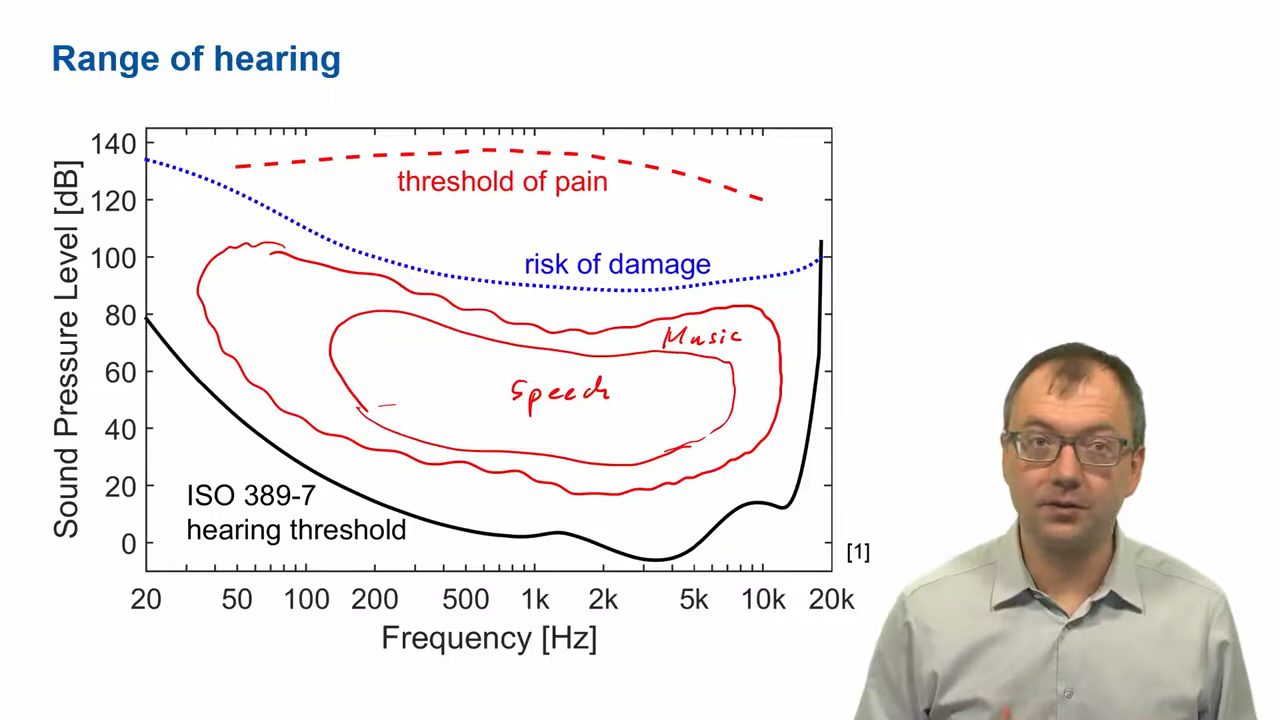 Range of hearing
140
120
100
80
60
40
20
0
Sound Pressure Level [dB]
threshold of pain
risk of damage
Music
Speech
ISO 389-7
hearing threshold
[1]
20 50 100 200 500 1k 2k 5k 10k 20k
Frequency [Hz]